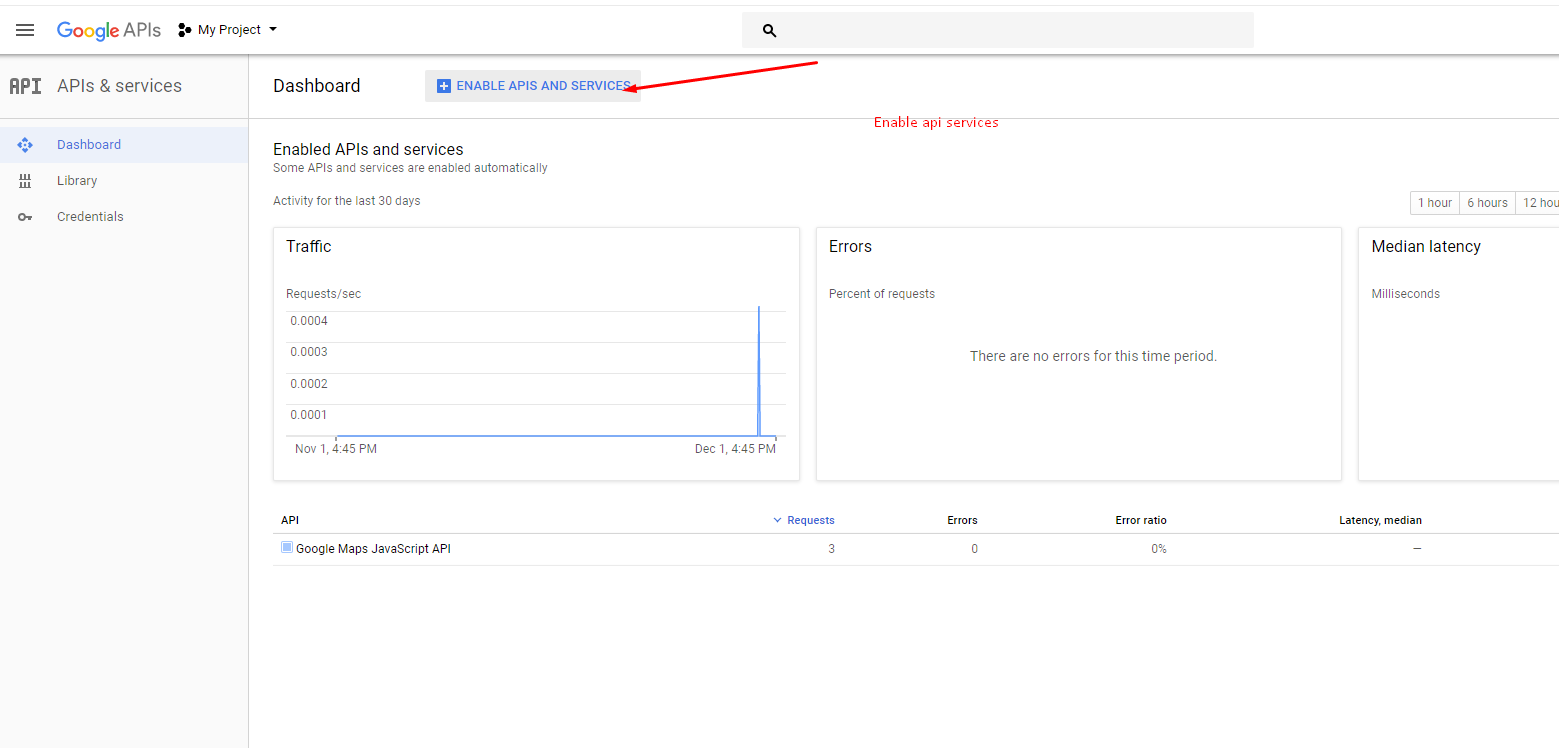 Google APIs My Project
API APIs & services
Dashboard
Library
Credentials
Dashboard ENABLE APIS AND SERVICES
Enable api services
Enabled APIs and services
Some APIs and services are enabled automatically
Activity for the last 30 days
1 hour 6 hours 12 hou
Traffic
Requests/sec
0.0004
0.0003
0.0002
0.0001
Nov 1, 4:45 PM Dec 1, 4:45 PM
Errors
Percent of requests
There are no errors for this time period.
Median latency
Milliseconds
API Requests Errors Error ratio Latency, median
Google Maps JavaScript API 3 0 0% —